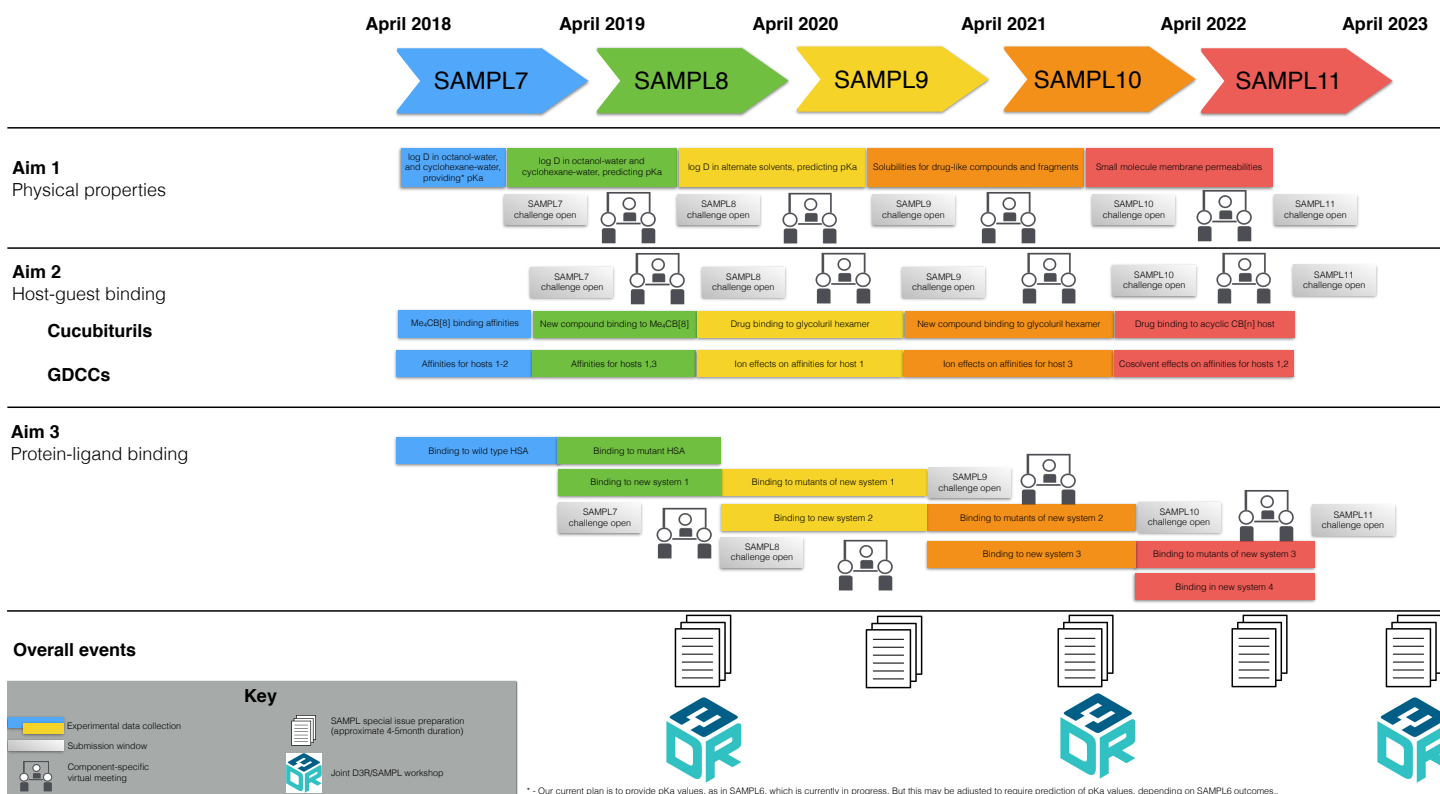 April 2018 April 2019 April 2020 April 2021 April 2022 April 2023
SAMPL7 SAMPL8 SAMPL9 SAMPL10 SAMPL11
Aim 1
Physical properties
log D in octanol-water,
and cyclohexane-water,
providing* pKa
log D in octanol-water and
cyclohexane-water, predicting pKa
log D in alternate solvents, predicting pKa
Solubilities for drug-like compounds and fragments
Small molecule membrane permeabilities
SAMPL7
challenge open
SAMPL8
challenge open
SAMPL9
challenge open
SAMPL10
challenge open
SAMPL11
challenge open
Aim 2
Host-guest binding
SAMPL7
challenge open
SAMPL8
challenge open
SAMPL9
challenge open
SAMPL10
challenge open
SAMPL11
challenge open
Cucubiturils
Me₄CB[8] binding affinities
New compound binding to Me₄CB[8]
Drug binding to glycoluril hexamer
New compound binding to glycoluril hexamer
Drug binding to acyclic CB[n] host
GDCCs
Affinities for hosts 1-2
Affinities for hosts 1,3
Ion effects on affinities for host 1
Ion effects on affinities for host 3
Cosolvent effects on affinities for hosts 1,2
Aim 3
Protein-ligand binding
Binding to wild type HSA
Binding to mutant HSA
Binding to new system 1
Binding to mutants of new system 1
SAMPL9
challenge open
SAMPL7
challenge open
Binding to new system 2
Binding to mutants of new system 2
SAMPL10
challenge open
SAMPL11
challenge open
SAMPL8
challenge open
Binding to new system 3
Binding to mutants of new system 3
Binding in new system 4
Overall events
D3R
D3R
D3R
Key
Experimental data collection
Submission window
Component-specific
virtual meeting
SAMPL special issue preparation
(approximate 4-5month duration)
D3R
Joint D3R/SAMPL workshop
* - Our current plan is to provide pKa values, as in SAMPL6, which is currently in progress. But this may be adjusted to require prediction of pKa values, depending on SAMPL6 outcomes..